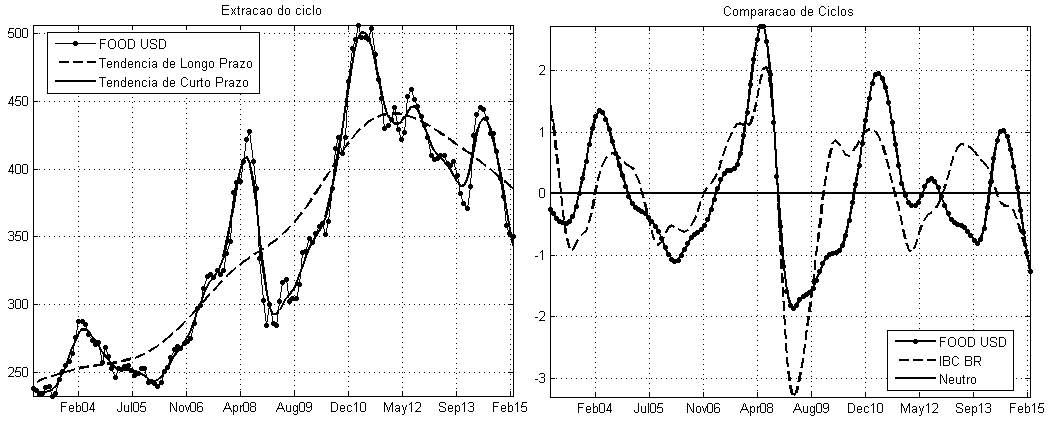 Extracao do ciclo
500
450
400
350
300
250
FOOD USD
Tendencia de Longo Prazo
Tendencia de Curto Prazo
Feb04 Jul05 Nov06 Apr08 Aug09 Dec10 May12 Sep13 Feb15
Comparacao de Ciclos
2
1
0
-1
-2
-3
FOOD USD
IBC BR
Neutro
Feb04 Jul05 Nov06 Apr08 Aug09 Dec10 May12 Sep13 Feb15